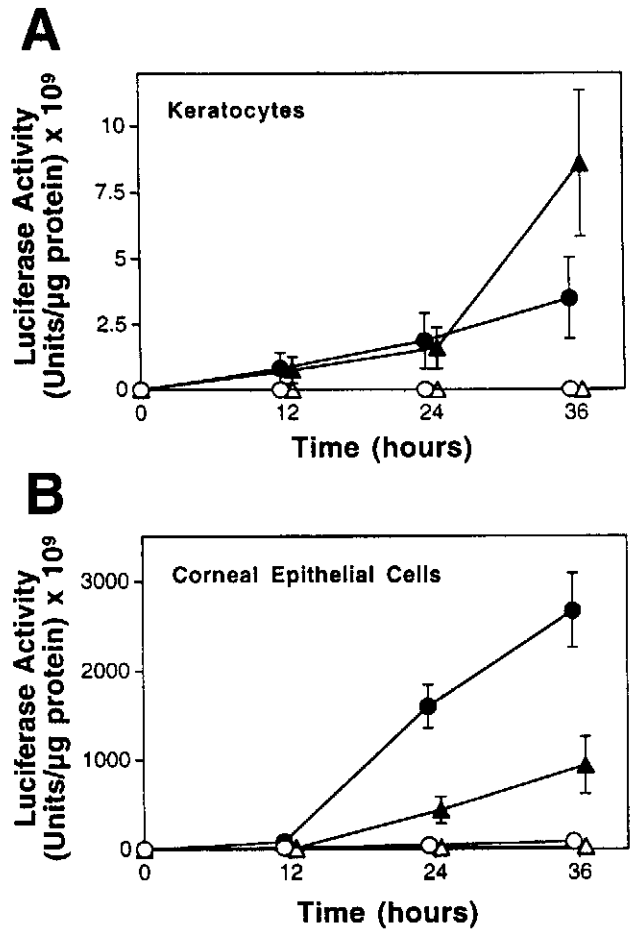 A
Luciferase Activity
(Units/µg protein) x 10⁹
Keratocytes
10
7.5
5
2.5
0
0 12 24 36
Time (hours)
B
Luciferase Activity
(Units/µg protein) x 10⁹
Corneal Epithelial Cells
3000
2000
1000
0
0 12 24 36
Time (hours)